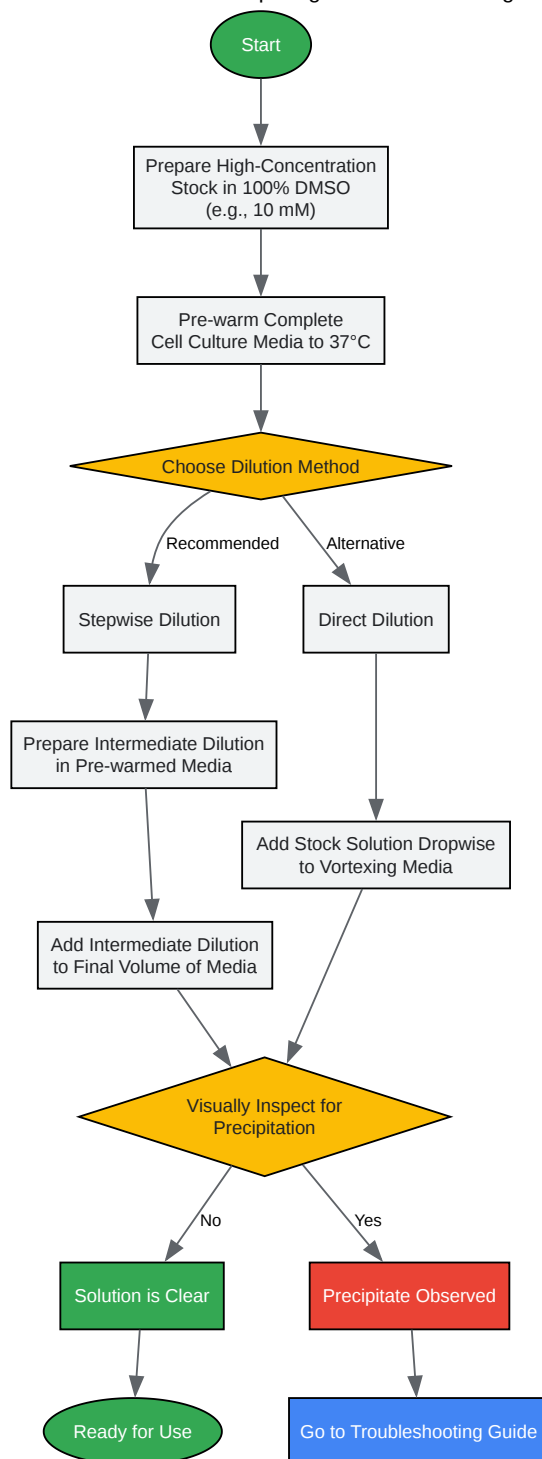 Start
Prepare High-Concentration
Stock in 100% DMSO
(e.g., 10 mM)
Pre-warm Complete
Cell Culture Media to 37°C
Choose Dilution Method
Recommended
Alternative
Stepwise Dilution
Direct Dilution
Prepare Intermediate Dilution
in Pre-warmed Media
Add Stock Solution Dropwise
to Vortexing Media
Add Intermediate Dilution
to Final Volume of Media
Visually Inspect for
Precipitation
No
Yes
Solution is Clear
Precipitate Observed
Ready for Use
Go to Troubleshooting Guide